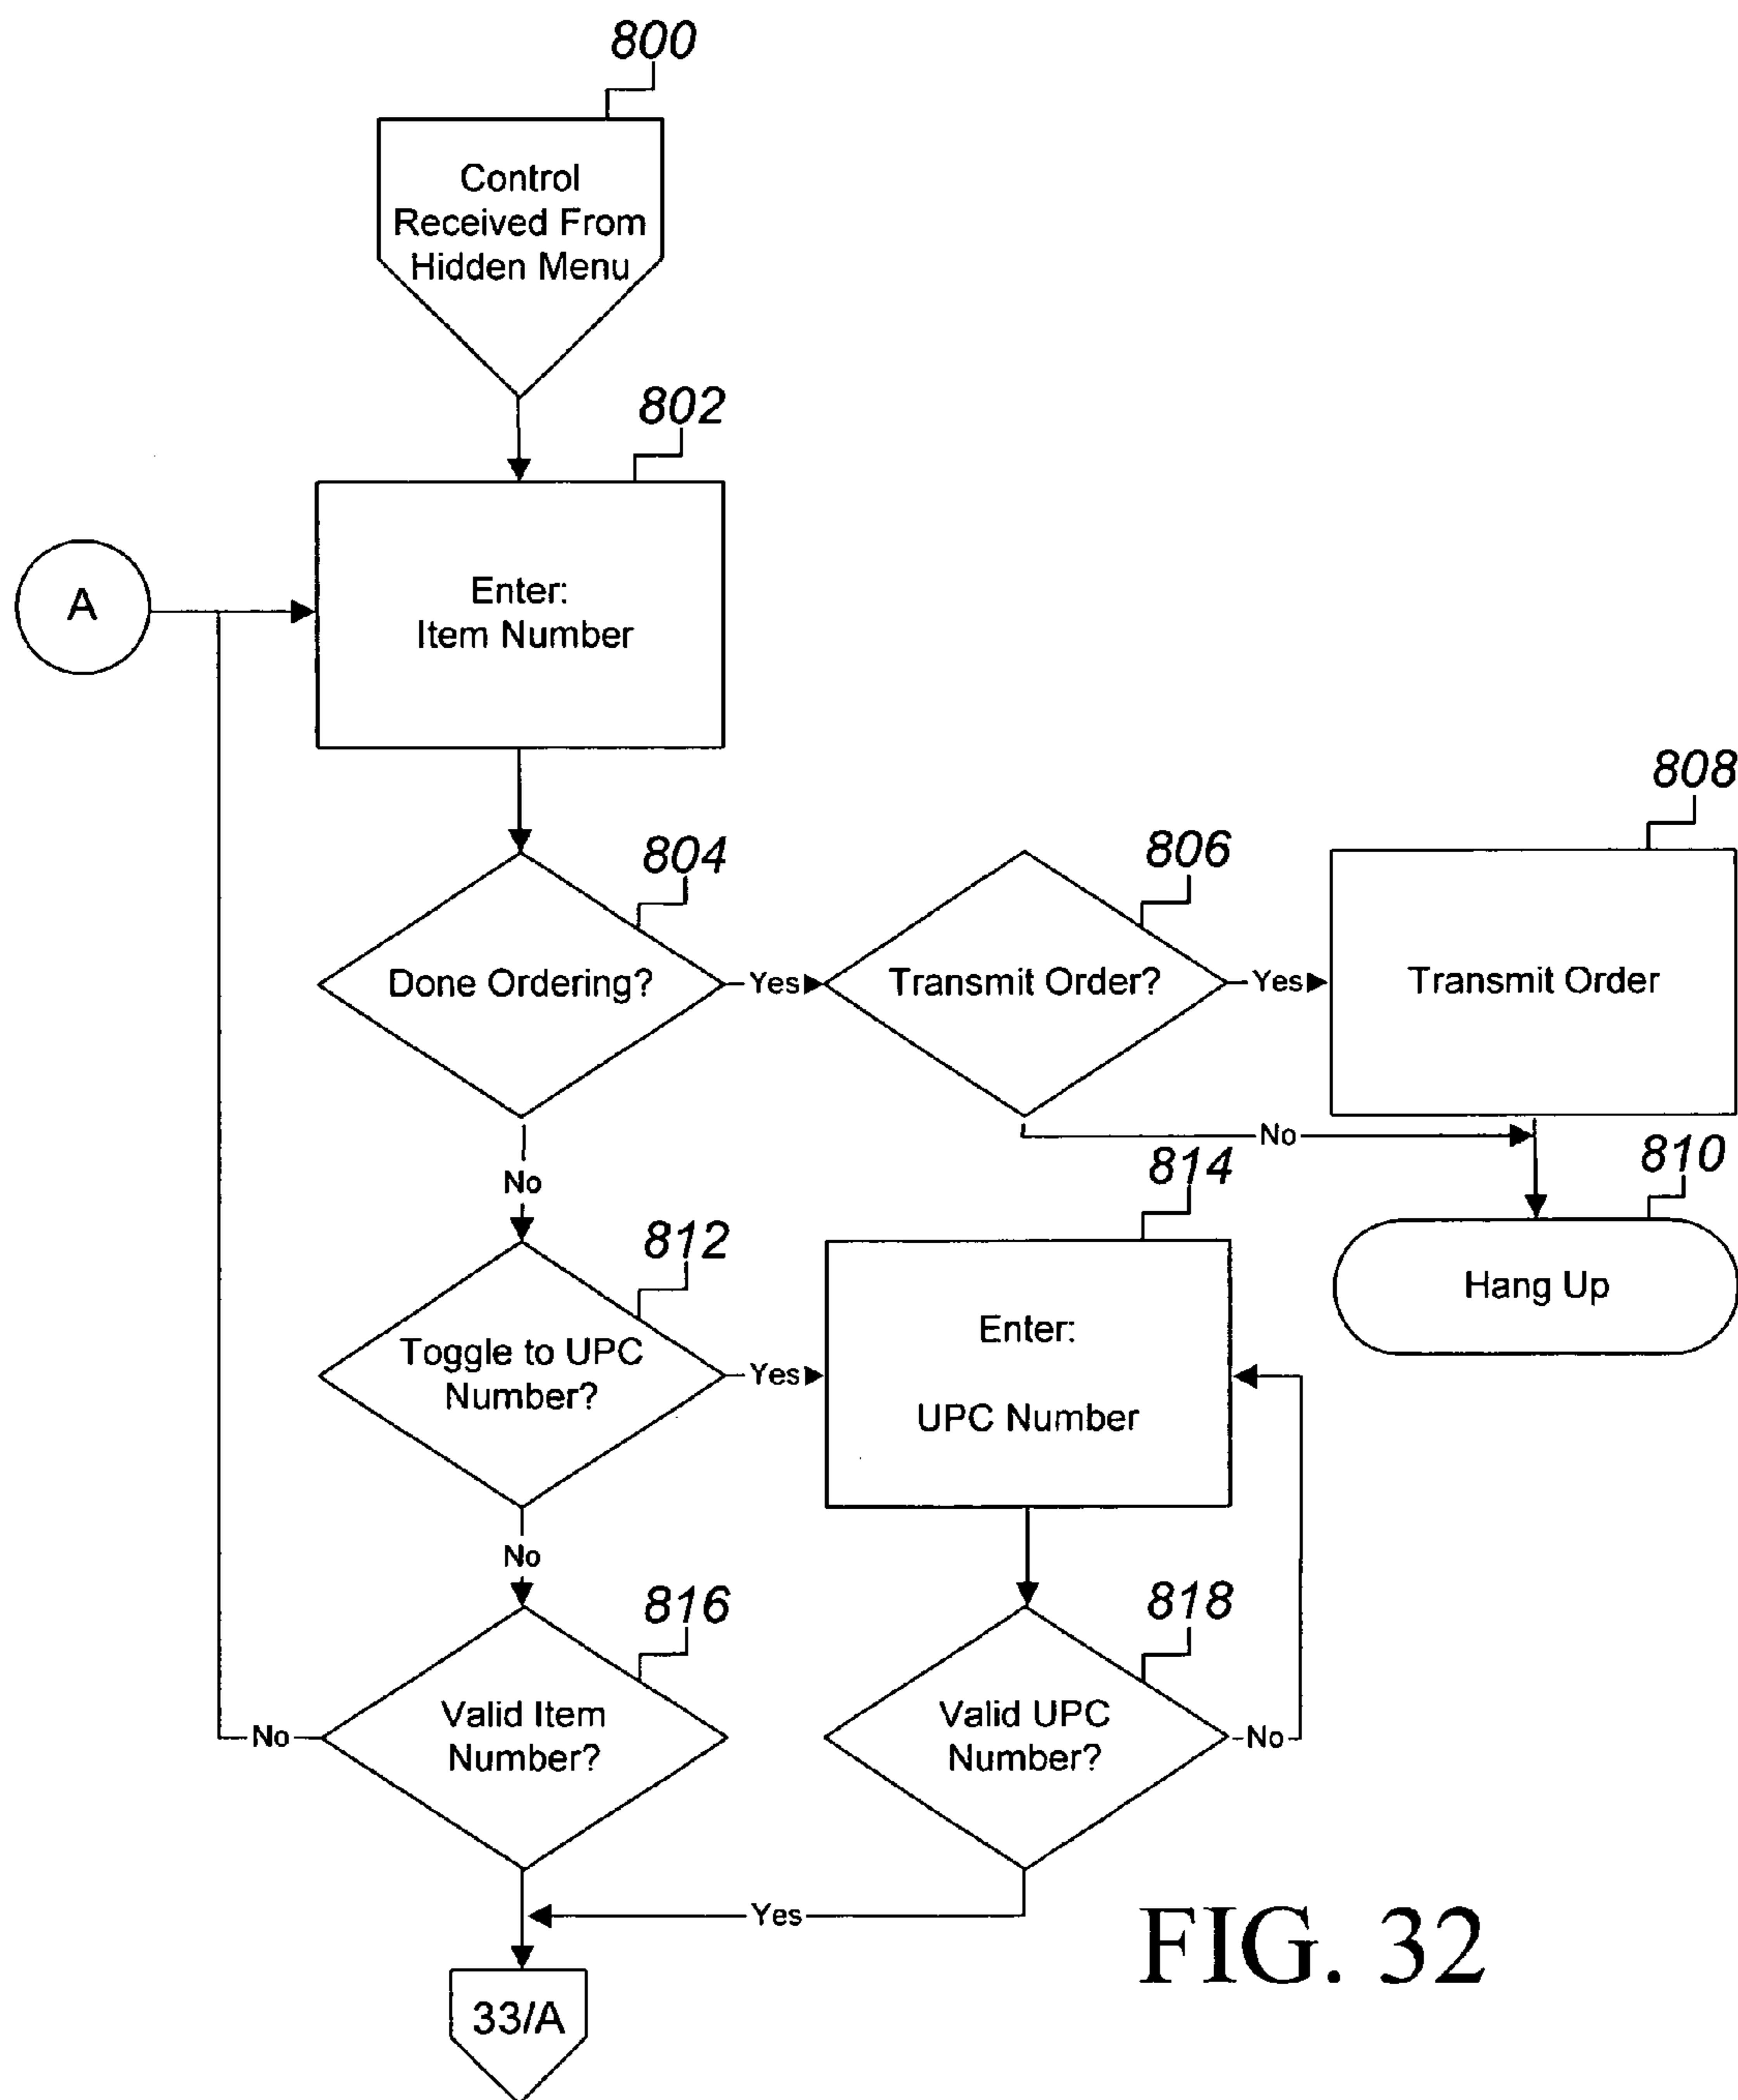 800
Control
Received From
Hidden Menu
802
A
Enter:
Item Number
808
804
806
Done Ordering?
Yes
Transmit Order?
Yes
Transmit Order
No
No
814
810
812
Hang Up
Toggle to UPC
Number?
Yes
Enter:
UPC Number
No
816
818
Valid Item
Number?
No
Valid UPC
Number?
No
Yes
33/A
FIG. 32